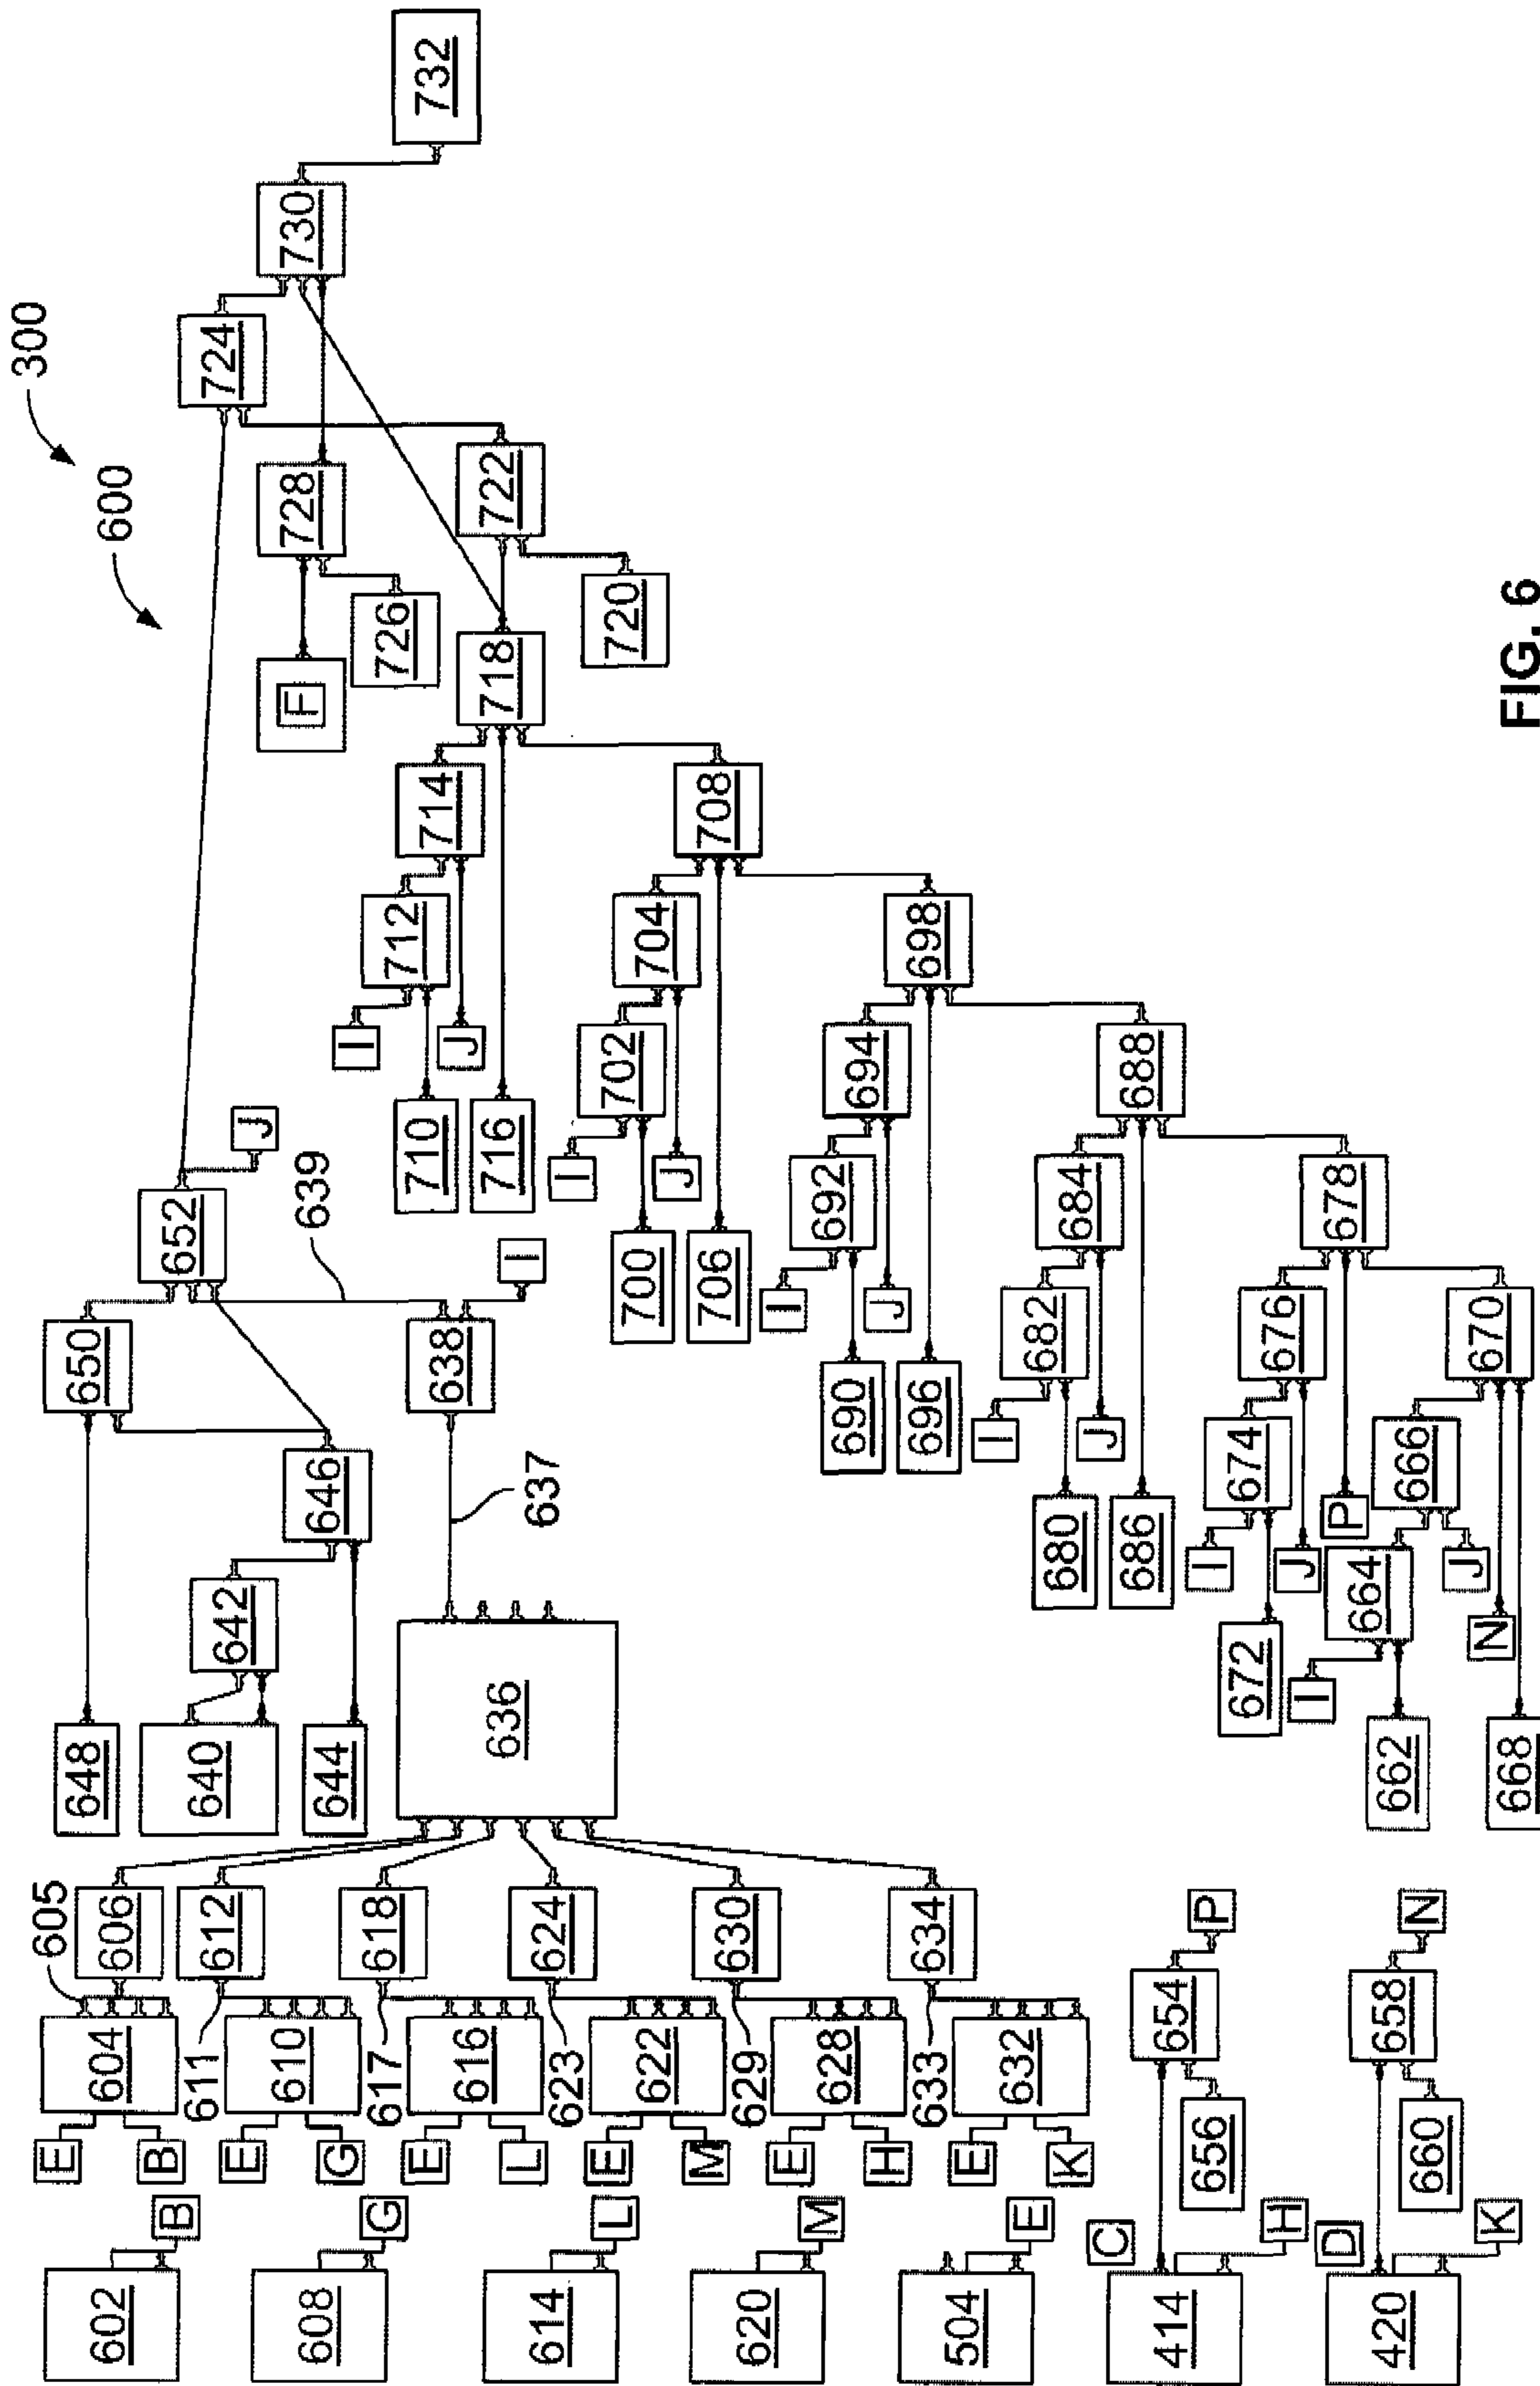 300
600
602
B
608
G
614
L
620
M
504
E
414
C
H
420
D
K
E
B
604
605
606
E
G
610
611
612
E
L
616
617
618
E
M
622
623
624
E
H
628
629
630
E
K
632
633
634
656
654
P
660
658
N
636
637
638
I
639
648
640
644
642
646
650
652
J
662
I
664
J
666
668
N
670
672
I
674
J
676
P
678
680
I
682
J
684
686
688
690
I
692
J
694
696
698
700
I
702
J
704
706
708
710
I
712
J
714
716
718
720
722
724
F
726
728
730
732
FIG. 6